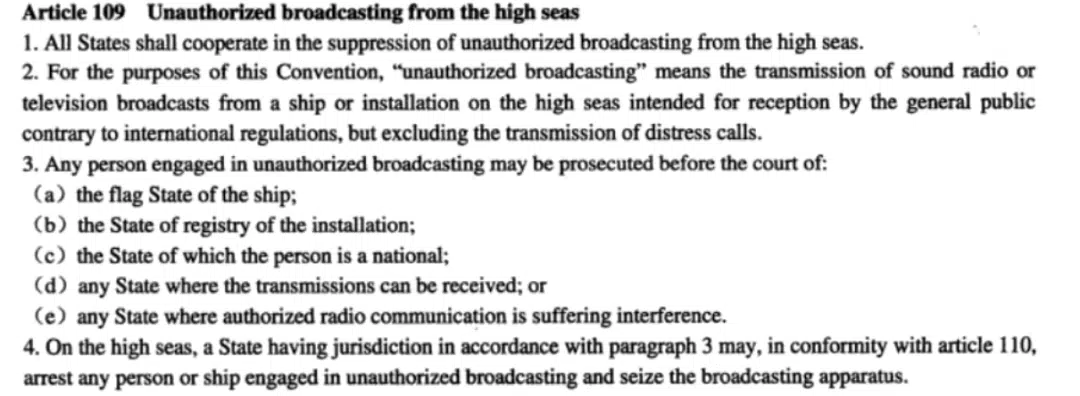 Article 109 Unauthorized broadcasting from the high seas
1. All States shall cooperate in the suppression of unauthorized broadcasting from the high seas.
2. For the purposes of this Convention, “unauthorized broadcasting” means the transmission of sound radio or
television broadcasts from a ship or installation on the high seas intended for reception by the general public
contrary to international regulations, but excluding the transmission of distress calls.
3. Any person engaged in unauthorized broadcasting may be prosecuted before the court of:
(a) the flag State of the ship;
(b) the State of registry of the installation;
(c) the State of which the person is a national;
(d) any State where the transmissions can be received; or
(e) any State where authorized radio communication is suffering interference.
4. On the high seas, a State having jurisdiction in accordance with paragraph 3 may, in conformity with article 110,
arrest any person or ship engaged in unauthorized broadcasting and seize the broadcasting apparatus.